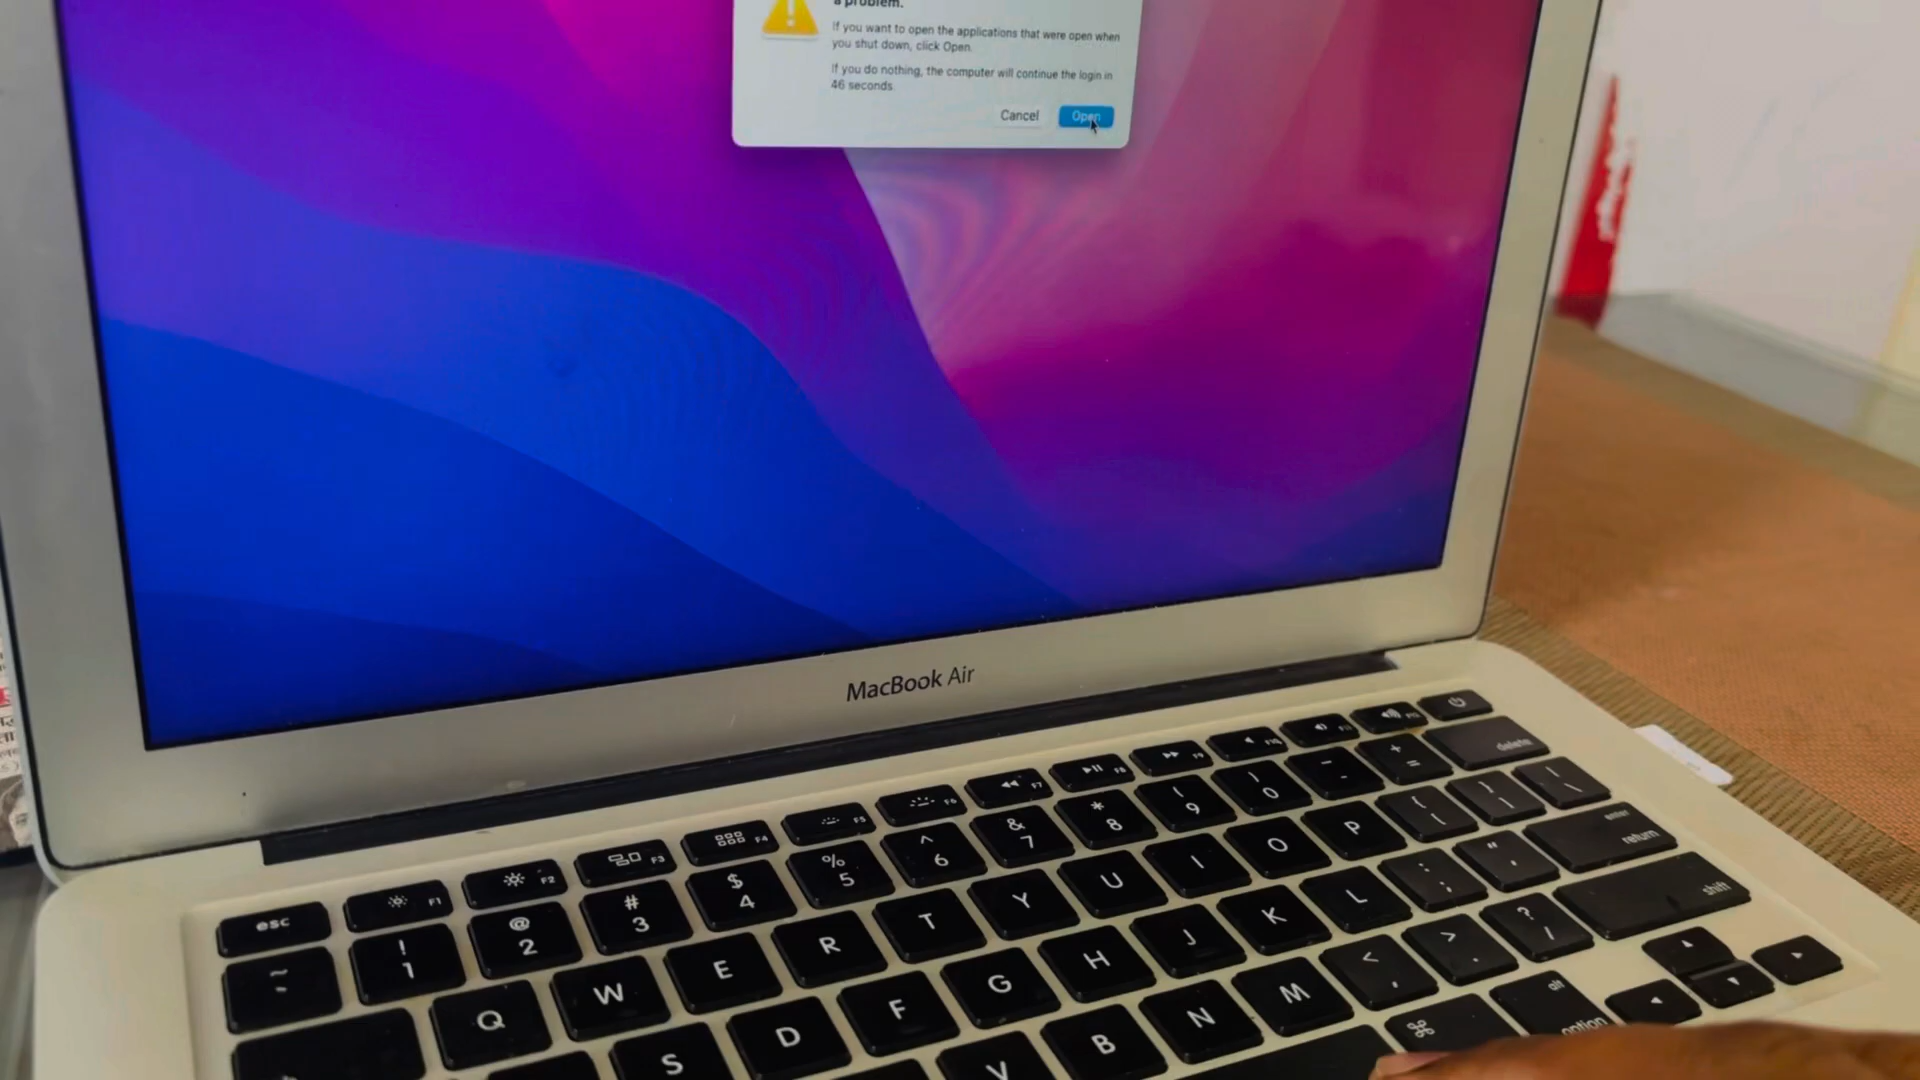 a problem.
If you want to open the applications that were open when
you shut down, click Open.
If you do nothing, the computer will continue the login in
46 seconds
Cancel
Open
MacBook Air
esc
F1
F2
F3
F4
F5
F6
F7
F8
F9
F10
~
! 1
@ 2
# 3
$ 4
% 5
^ 6
& 7
* 8
( 9
) 0
_ -
+ =
delete
Q W E R T Y U I O P { [ } ] | \
enter
return
S D F G H J K L : ; " '
shift
V B N M < , > . ? /
⌘
alt
option